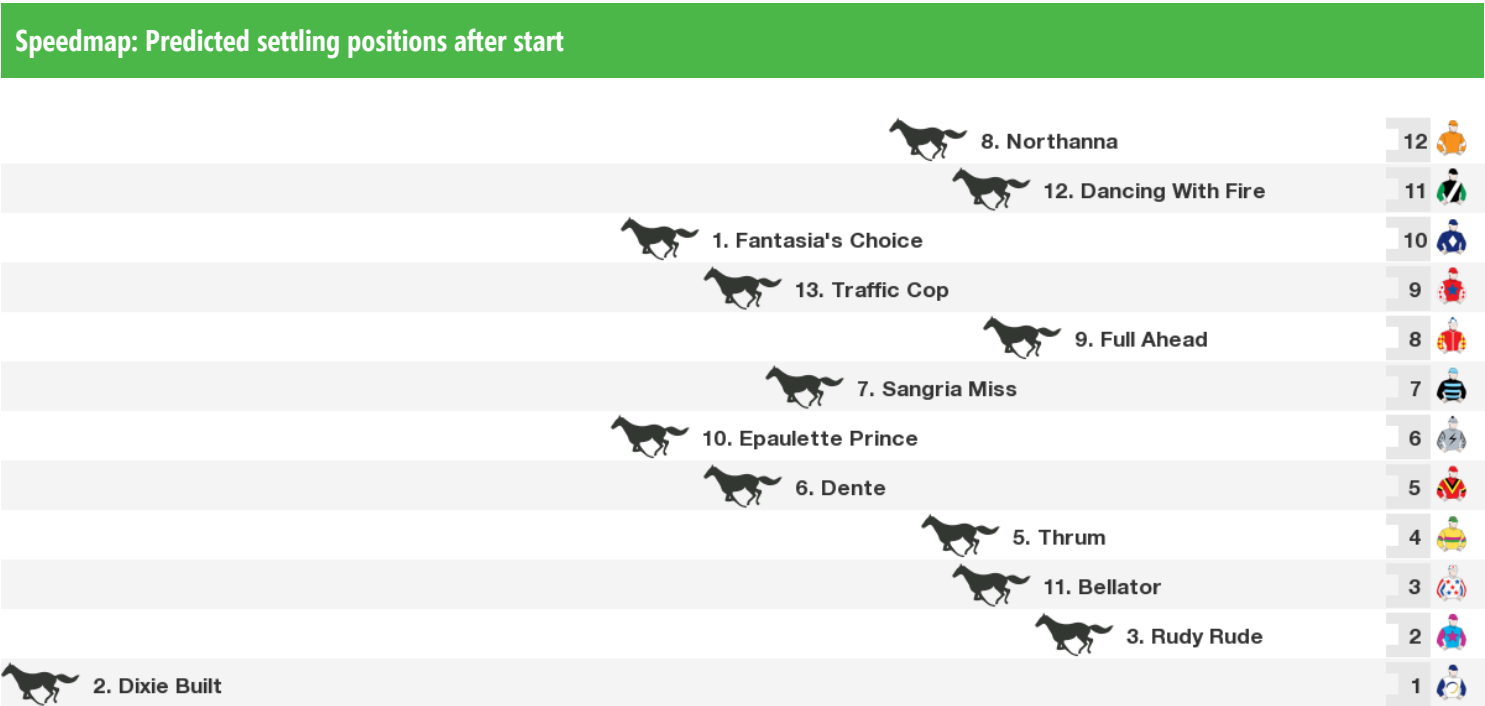 Speedmap: Predicted settling positions after start
8. Northanna 12
12. Dancing With Fire 11
1. Fantasia's Choice 10
13. Traffic Cop 9
9. Full Ahead 8
7. Sangria Miss 7
10. Epaulette Prince 6
6. Dente 5
5. Thrum 4
11. Bellator 3
3. Rudy Rude 2
2. Dixie Built 1